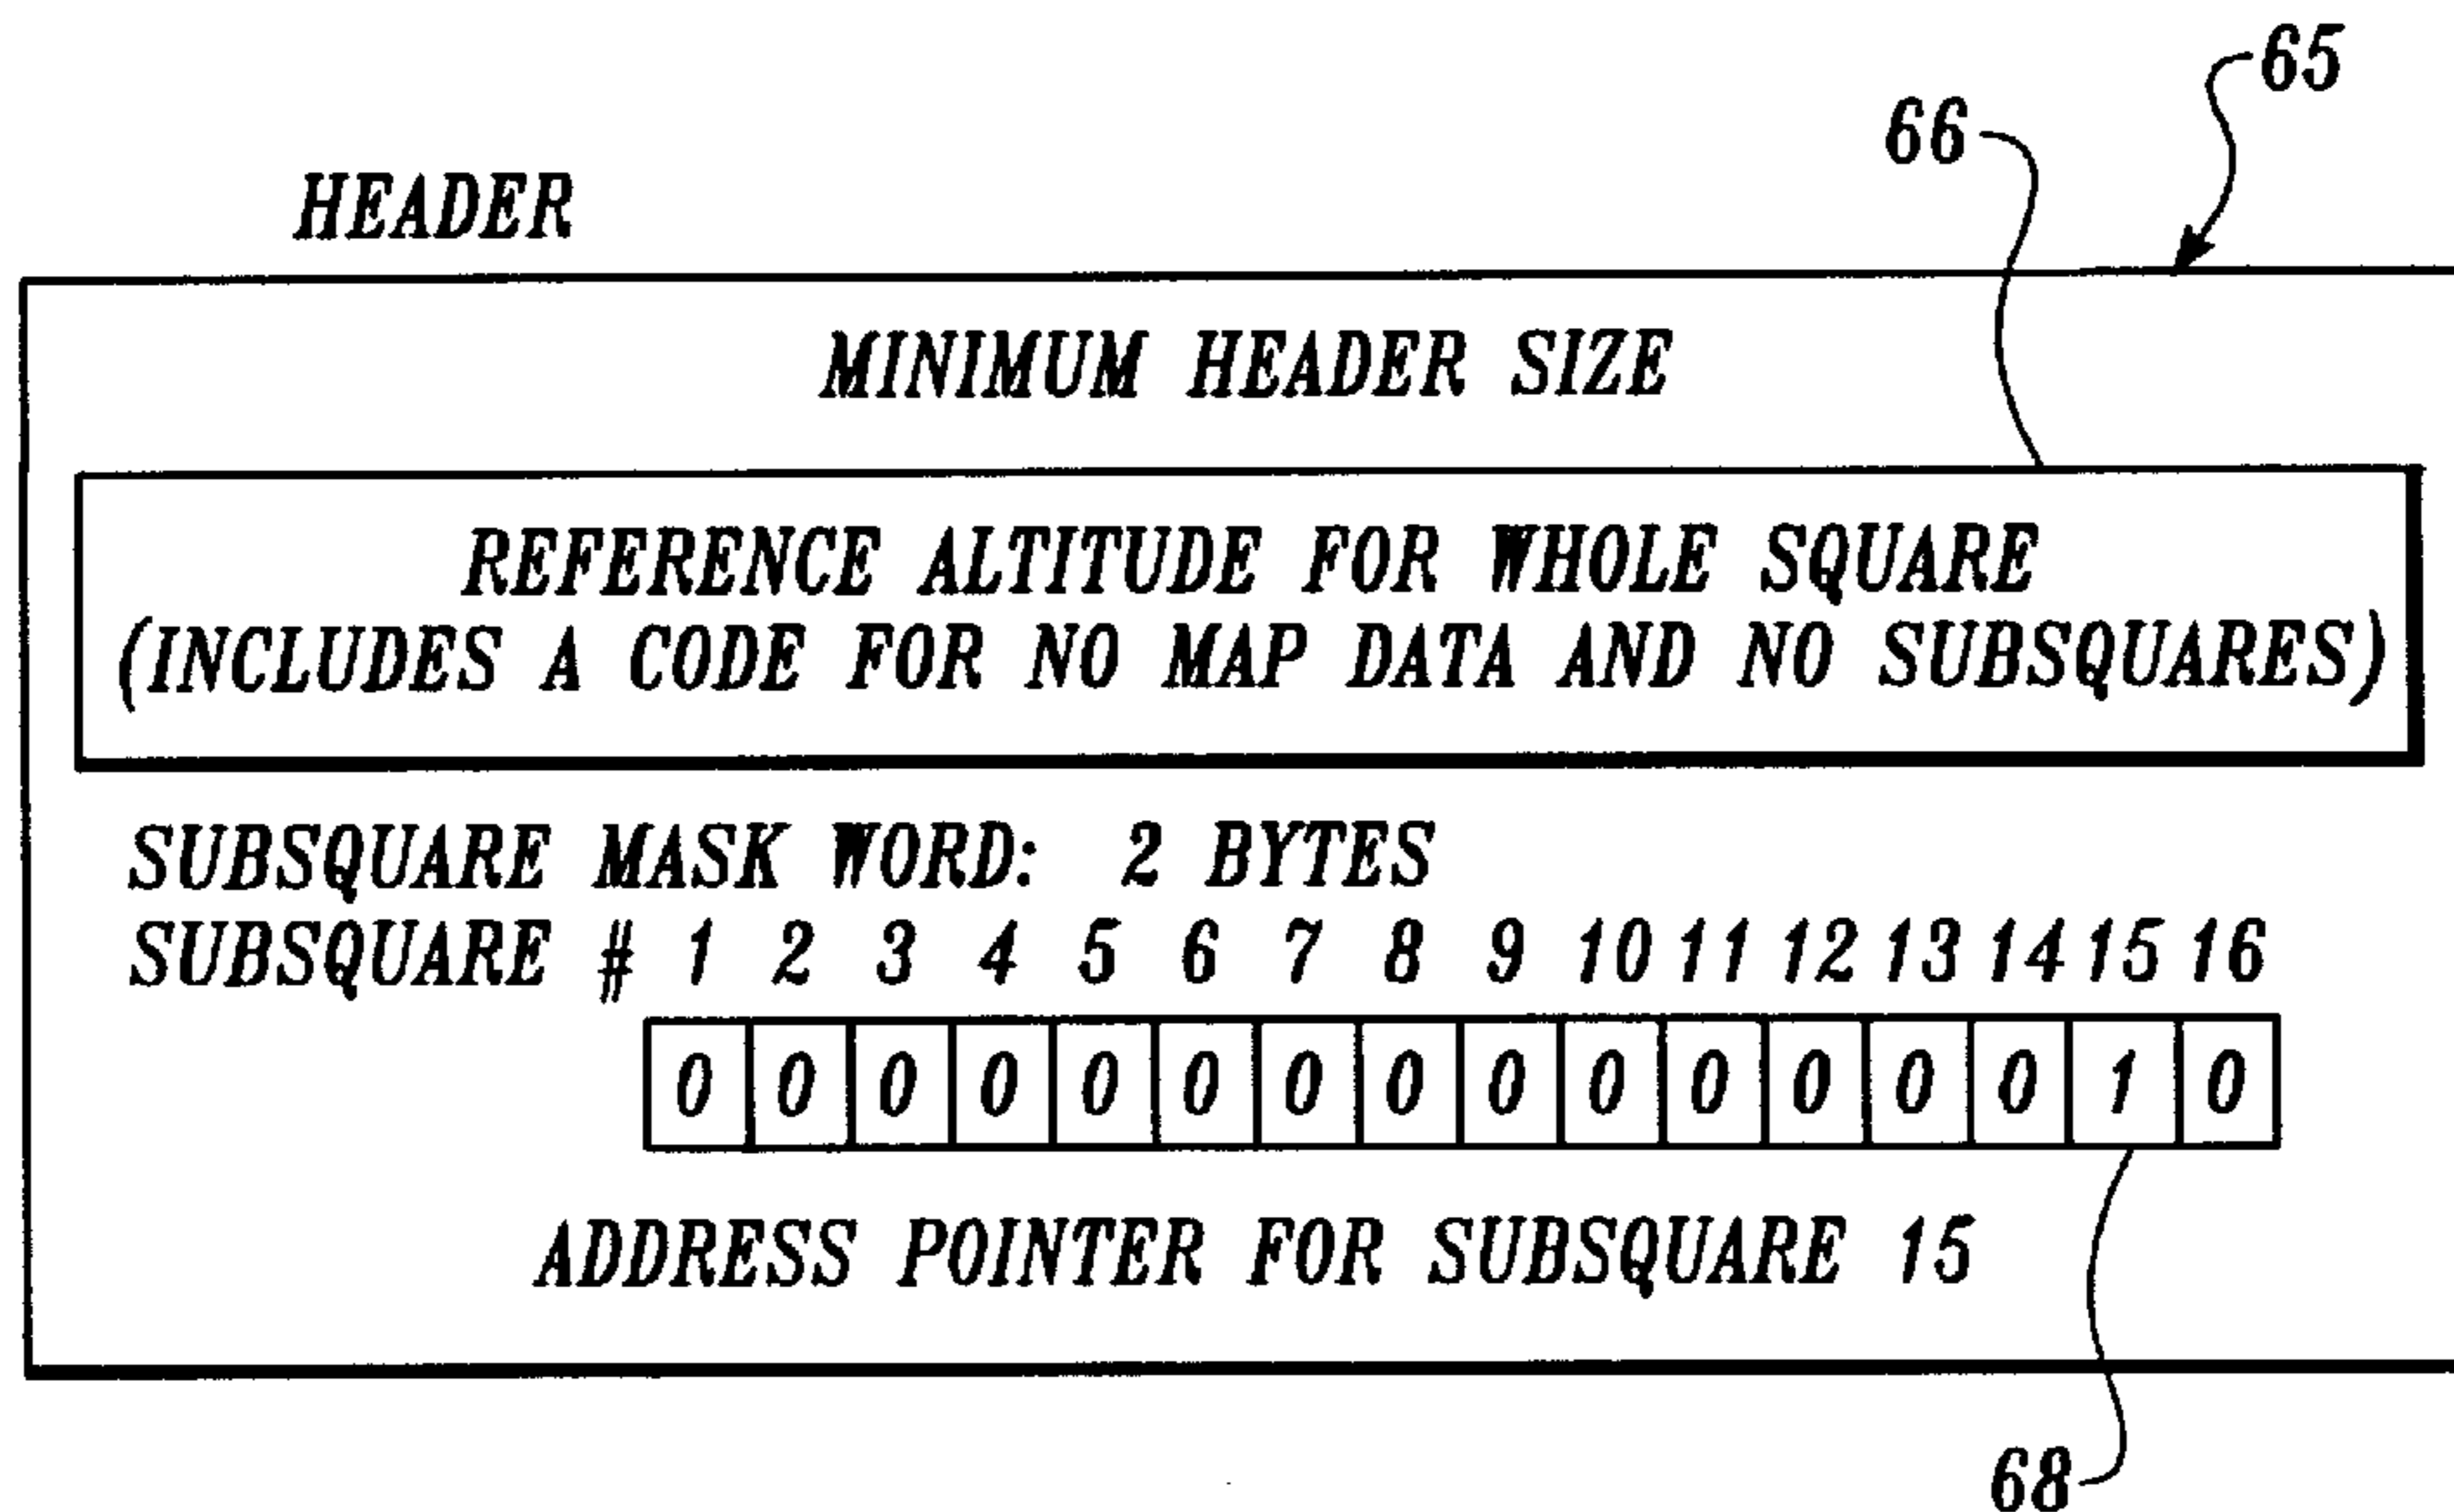 65
66
HEADER
MINIMUM HEADER SIZE
REFERENCE ALTITUDE FOR WHOLE SQUARE
(INCLUDES A CODE FOR NO MAP DATA AND NO SUBSQUARES)
SUBSQUARE MASK WORD: 2 BYTES
SUBSQUARE # 1 2 3 4 5 6 7 8 9 10 11 12 13 14 15 16
0 0 0 0 0 0 0 0 0 0 0 0 0 0 1 0
ADDRESS POINTER FOR SUBSQUARE 15
68